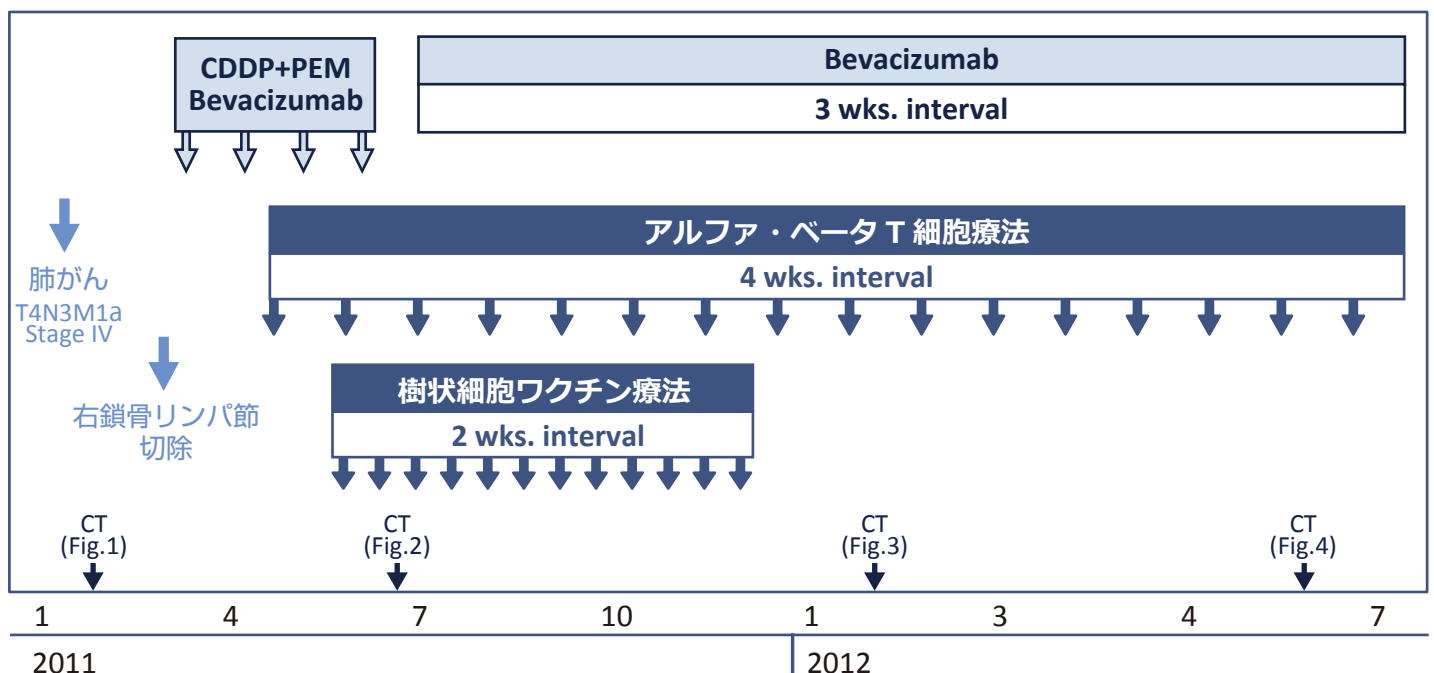 CDDP+PEM
Bevacizumab
Bevacizumab
3 wks. interval
アルファ・ベータ T 細胞療法
4 wks. interval
肺がん
T4N3M1a
Stage IV
樹状細胞ワクチン療法
2 wks. interval
右鎖骨リンパ節
切除
CT
(Fig.1)
CT
(Fig.2)
CT
(Fig.3)
CT
(Fig.4)
1 4 7 10 1 3 4 7
2011 2012